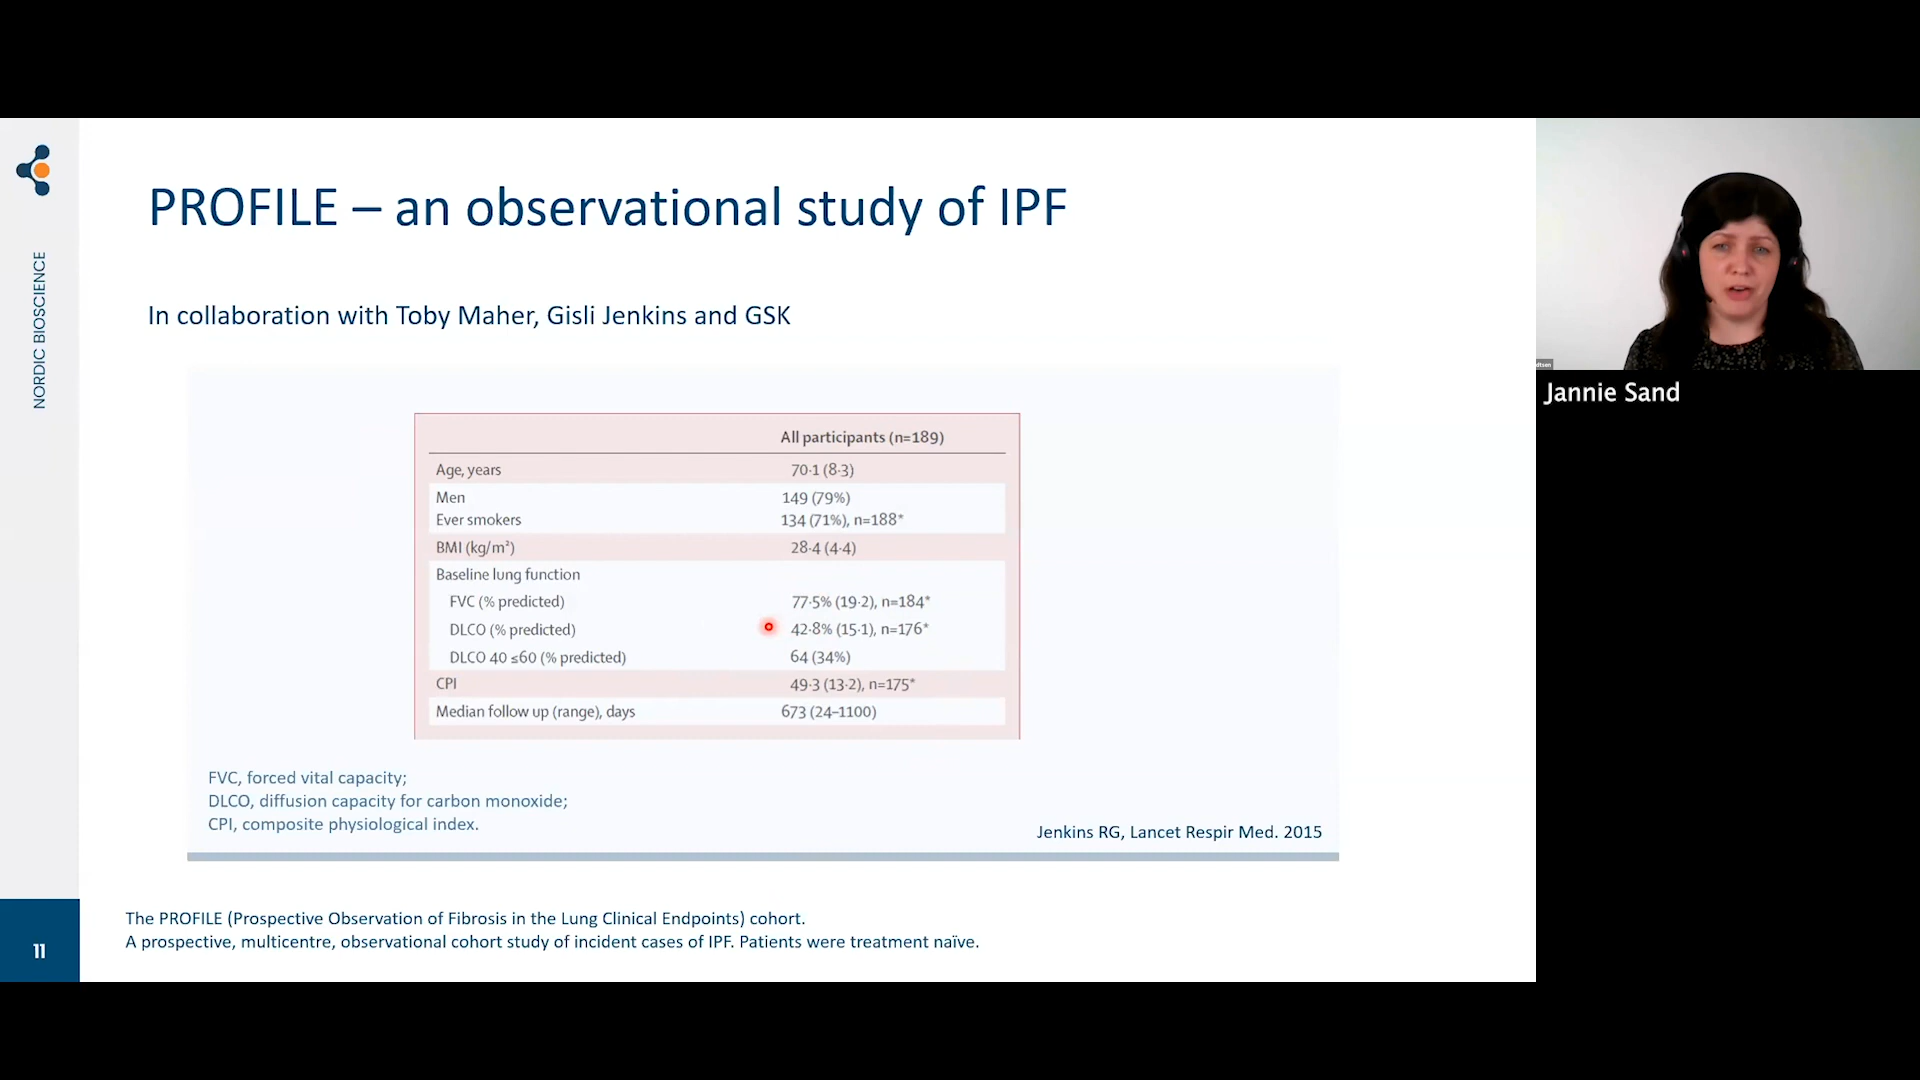 NORDIC BIOSCIENCE
PROFILE – an observational study of IPF
In collaboration with Toby Maher, Gisli Jenkins and GSK
All participants (n=189)
Age, years 70·1 (8·3)
Men 149 (79%)
Ever smokers 134 (71%), n=188*
BMI (kg/m²) 28·4 (4·4)
Baseline lung function
FVC (% predicted) 77·5% (19·2), n=184*
DLCO (% predicted) 42·8% (15·1), n=176*
DLCO 40 ≤60 (% predicted) 64 (34%)
CPI 49·3 (13·2), n=175*
Median follow up (range), days 673 (24–1100)
FVC, forced vital capacity;
DLCO, diffusion capacity for carbon monoxide;
CPI, composite physiological index.
Jenkins RG, Lancet Respir Med. 2015
The PROFILE (Prospective Observation of Fibrosis in the Lung Clinical Endpoints) cohort.
A prospective, multicentre, observational cohort study of incident cases of IPF. Patients were treatment naïve.
11
Jannie Sand